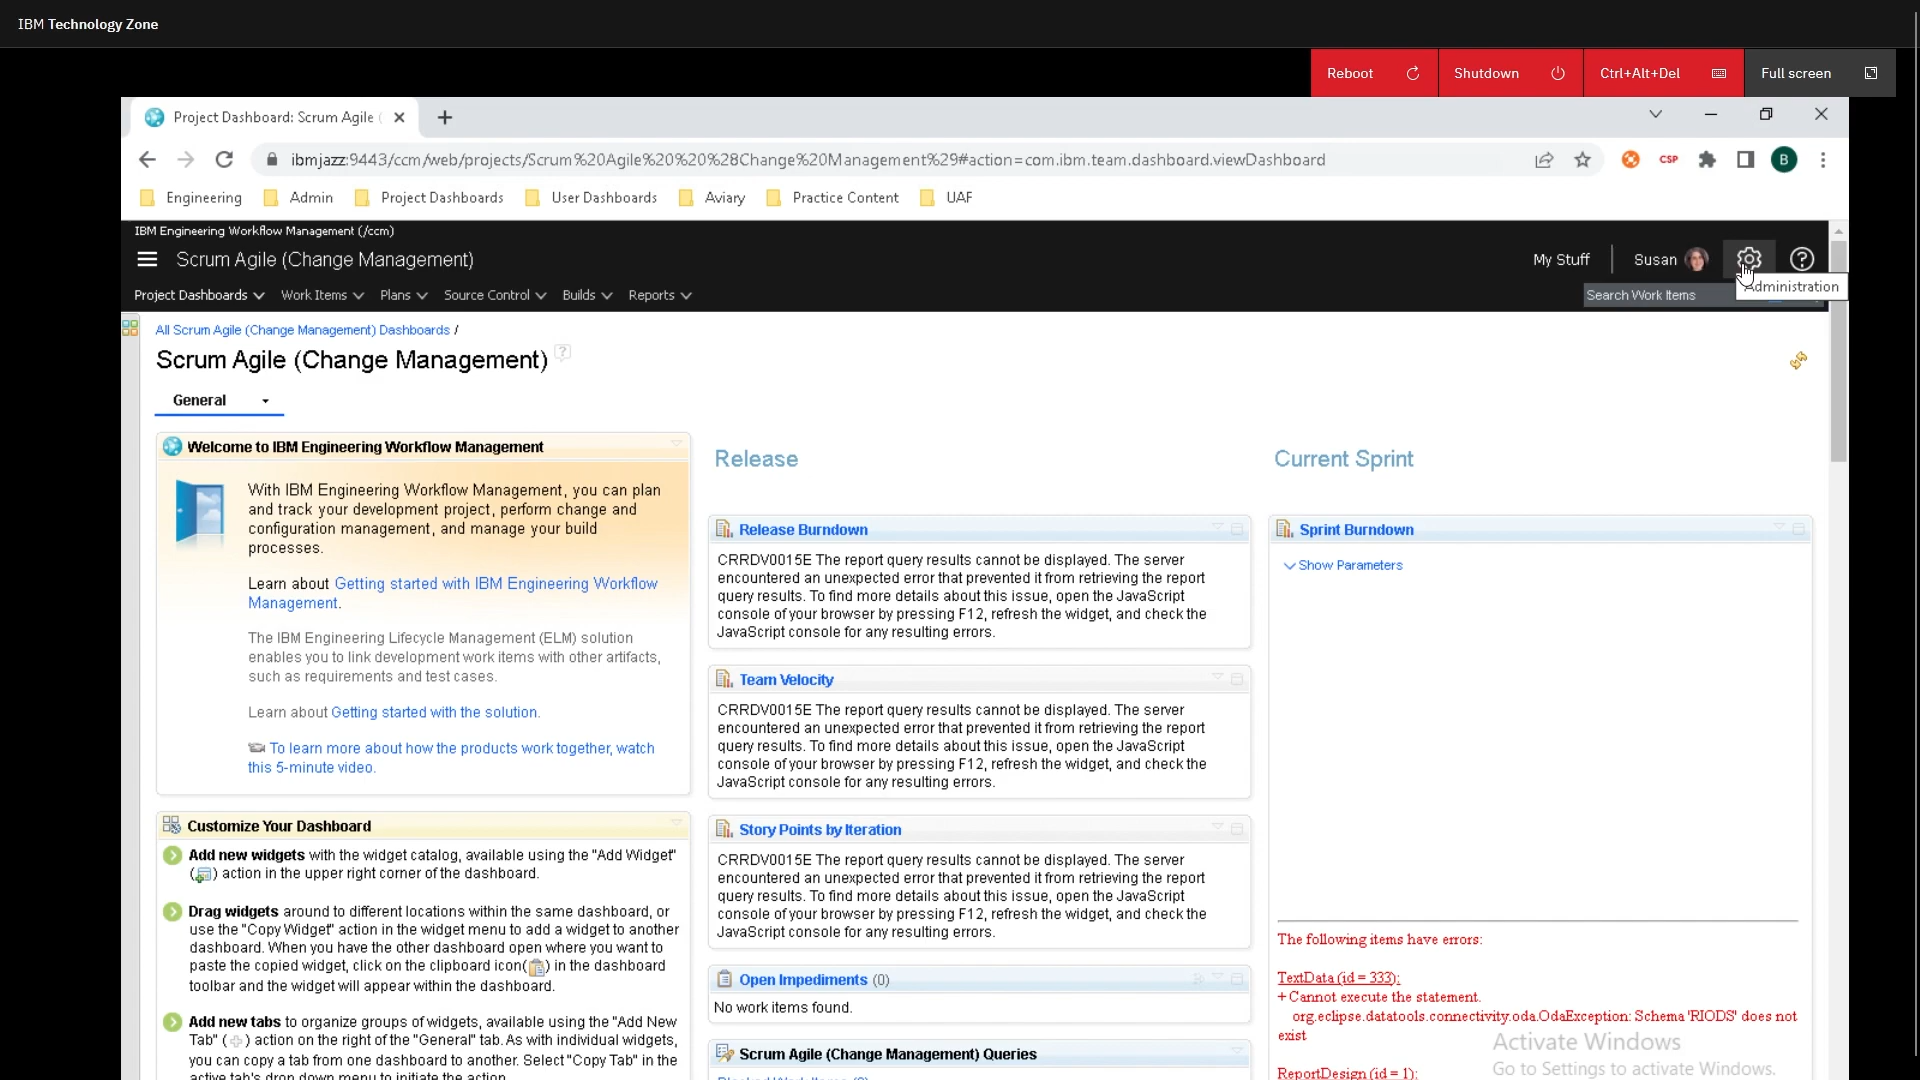 IBM Technology Zone
Reboot
Shutdown
Ctrl+Alt+Del
Full screen
Project Dashboard: Scrum Agile (
ibmjazz:9443/ccm/web/projects/Scrum%20Agile%20%20%28Change%20Management%29#action=com.ibm.team.dashboard.viewDashboard
CSP
B
Engineering
Admin
Project Dashboards
User Dashboards
Aviary
Practice Content
UAF
IBM Engineering Workflow Management (/ccm)
Scrum Agile (Change Management)
My Stuff
Susan
Project Dashboards
Work Items
Plans
Source Control
Builds
Reports
Search Work Items
Administration
All Scrum Agile (Change Management) Dashboards /
Scrum Agile (Change Management)
General
Welcome to IBM Engineering Workflow Management
With IBM Engineering Workflow Management, you can plan
and track your development project, perform change and
configuration management, and manage your build
processes.
Learn about Getting started with IBM Engineering Workflow
Management.
The IBM Engineering Lifecycle Management (ELM) solution
enables you to link development work items with other artifacts,
such as requirements and test cases.
Learn about Getting started with the solution.
To learn more about how the products work together, watch
this 5-minute video.
Customize Your Dashboard
Add new widgets with the widget catalog, available using the "Add Widget"
( ) action in the upper right corner of the dashboard.
Drag widgets around to different locations within the same dashboard, or
use the "Copy Widget" action in the widget menu to add a widget to another
dashboard. When you have the other dashboard open where you want to
paste the copied widget, click on the clipboard icon( ) in the dashboard
toolbar and the widget will appear within the dashboard.
Add new tabs to organize groups of widgets, available using the "Add New
Tab" ( ) action on the right of the "General" tab. As with individual widgets,
you can copy a tab from one dashboard to another. Select "Copy Tab" in the
active tab's drop down menu to initiate the action.
Release
Release Burndown
CRRDV0015E The report query results cannot be displayed. The server
encountered an unexpected error that prevented it from retrieving the report
query results. To find more details about this issue, open the JavaScript
console of your browser by pressing F12, refresh the widget, and check the
JavaScript console for any resulting errors.
Team Velocity
CRRDV0015E The report query results cannot be displayed. The server
encountered an unexpected error that prevented it from retrieving the report
query results. To find more details about this issue, open the JavaScript
console of your browser by pressing F12, refresh the widget, and check the
JavaScript console for any resulting errors.
Story Points by Iteration
CRRDV0015E The report query results cannot be displayed. The server
encountered an unexpected error that prevented it from retrieving the report
query results. To find more details about this issue, open the JavaScript
console of your browser by pressing F12, refresh the widget, and check the
JavaScript console for any resulting errors.
Open Impediments (0)
No work items found.
Scrum Agile (Change Management) Queries
Current Sprint
Sprint Burndown
Show Parameters
The following items have errors:
TextData (id = 333):
+ Cannot execute the statement.
org.eclipse.datatools.connectivity.oda.OdaException: Schema 'RIODS' does not
exist
ReportDesign (id = 1):
Activate Windows
Go to Settings to activate Windows.